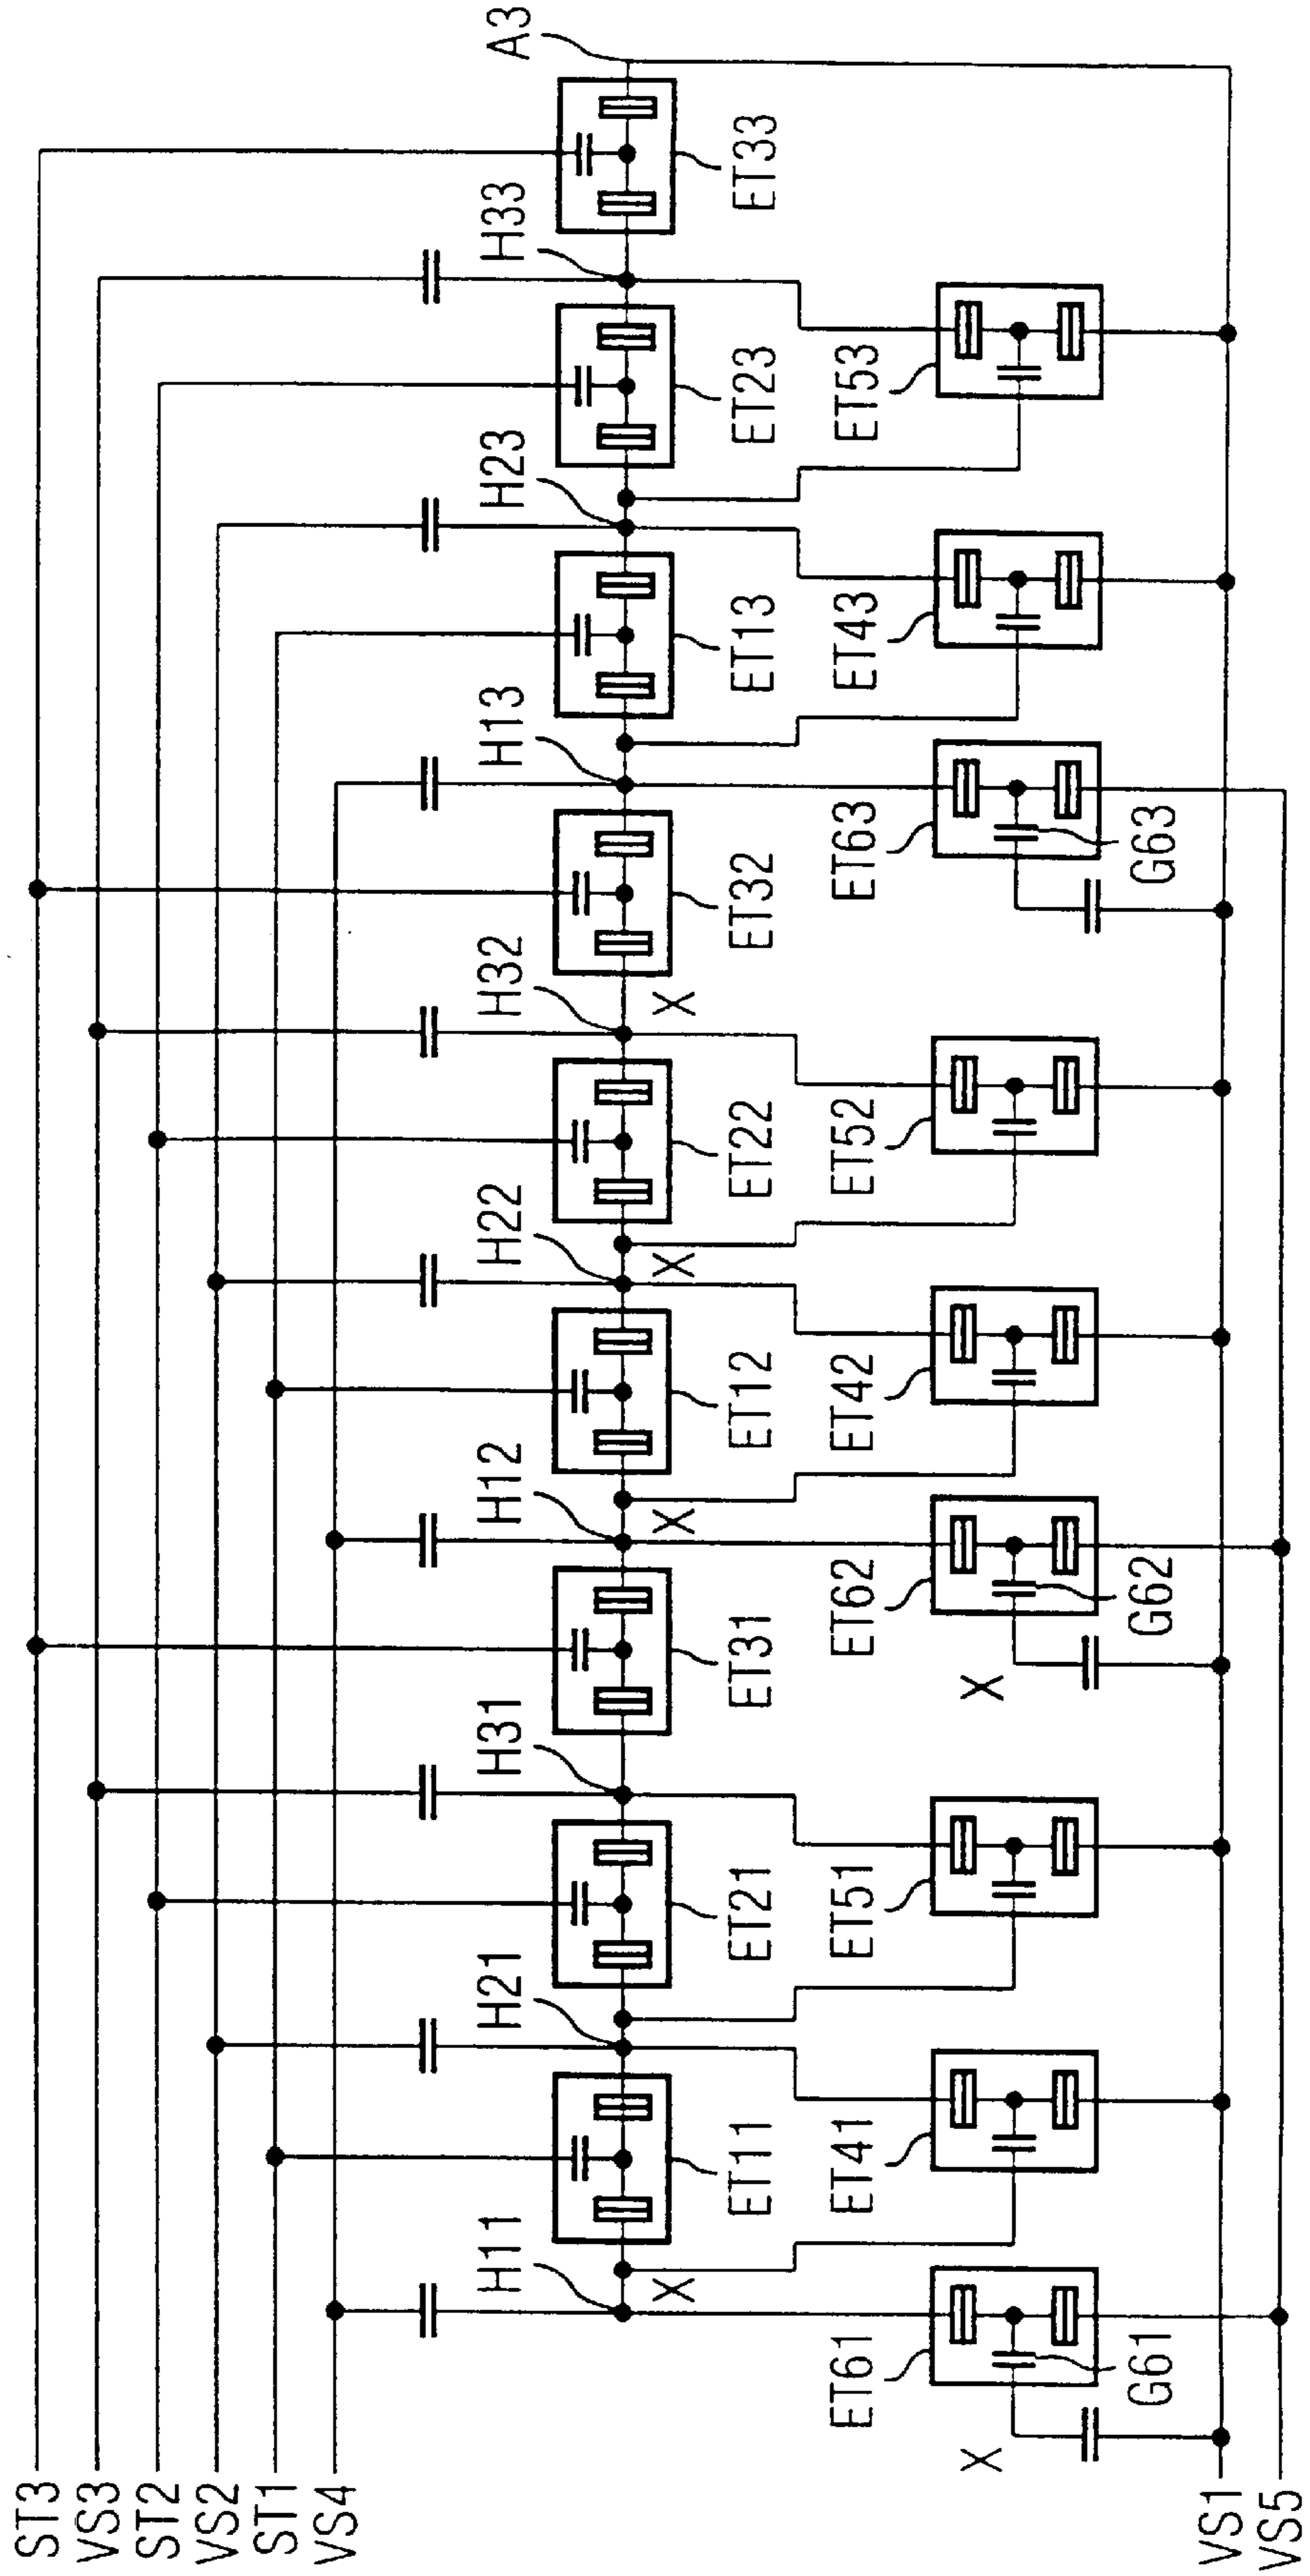 A3
ET33
H33
ET23
ET53
H23
ET13
ET43
H13
ET63
G63
ET32
H32
X
ET22
ET52
H22
X
ET12
ET42
H12
X
ET62
G62
X
ET31
H31
ET21
ET51
H21
ET11
ET41
H11
X
ET61
G61
X
ST3
VS3
ST2
VS2
ST1
VS4
VS1
VS5